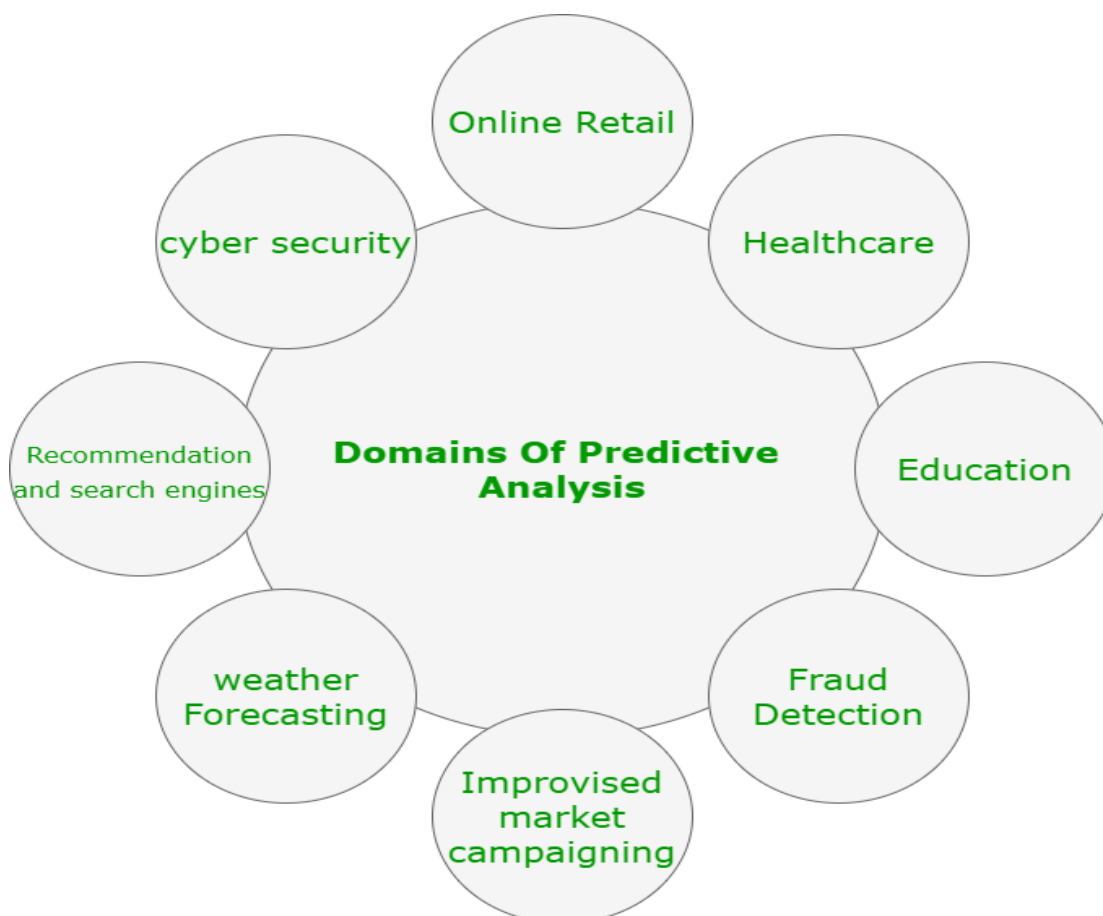 Online Retail
cyber security
Healthcare
Recommendation
and search engines
Domains Of Predictive
Analysis
Education
weather
Forecasting
Fraud
Detection
Improvised
market
campaigning